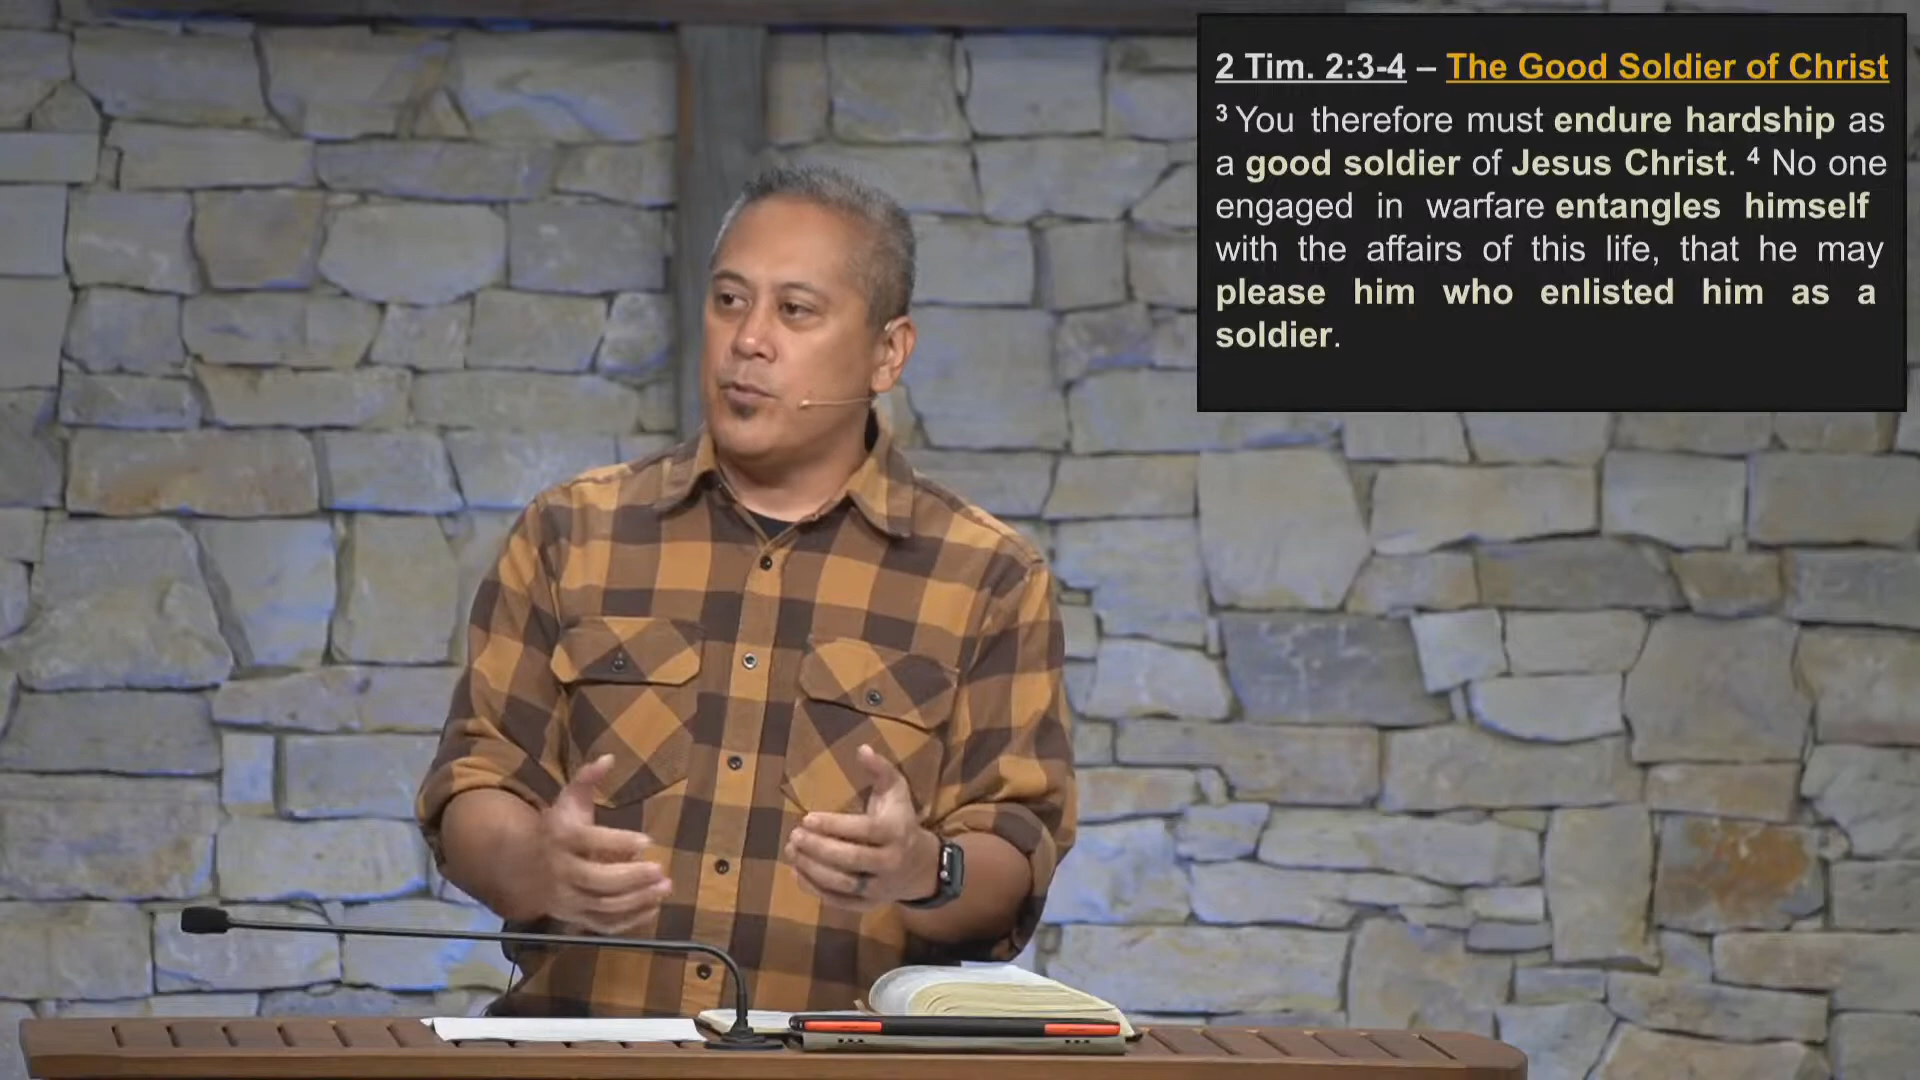 2 Tim. 2:3-4 – The Good Soldier of Christ
3 You therefore must endure hardship as
a good soldier of Jesus Christ. 4 No one
engaged in warfare entangles himself
with the affairs of this life, that he may
please him who enlisted him as a
soldier.